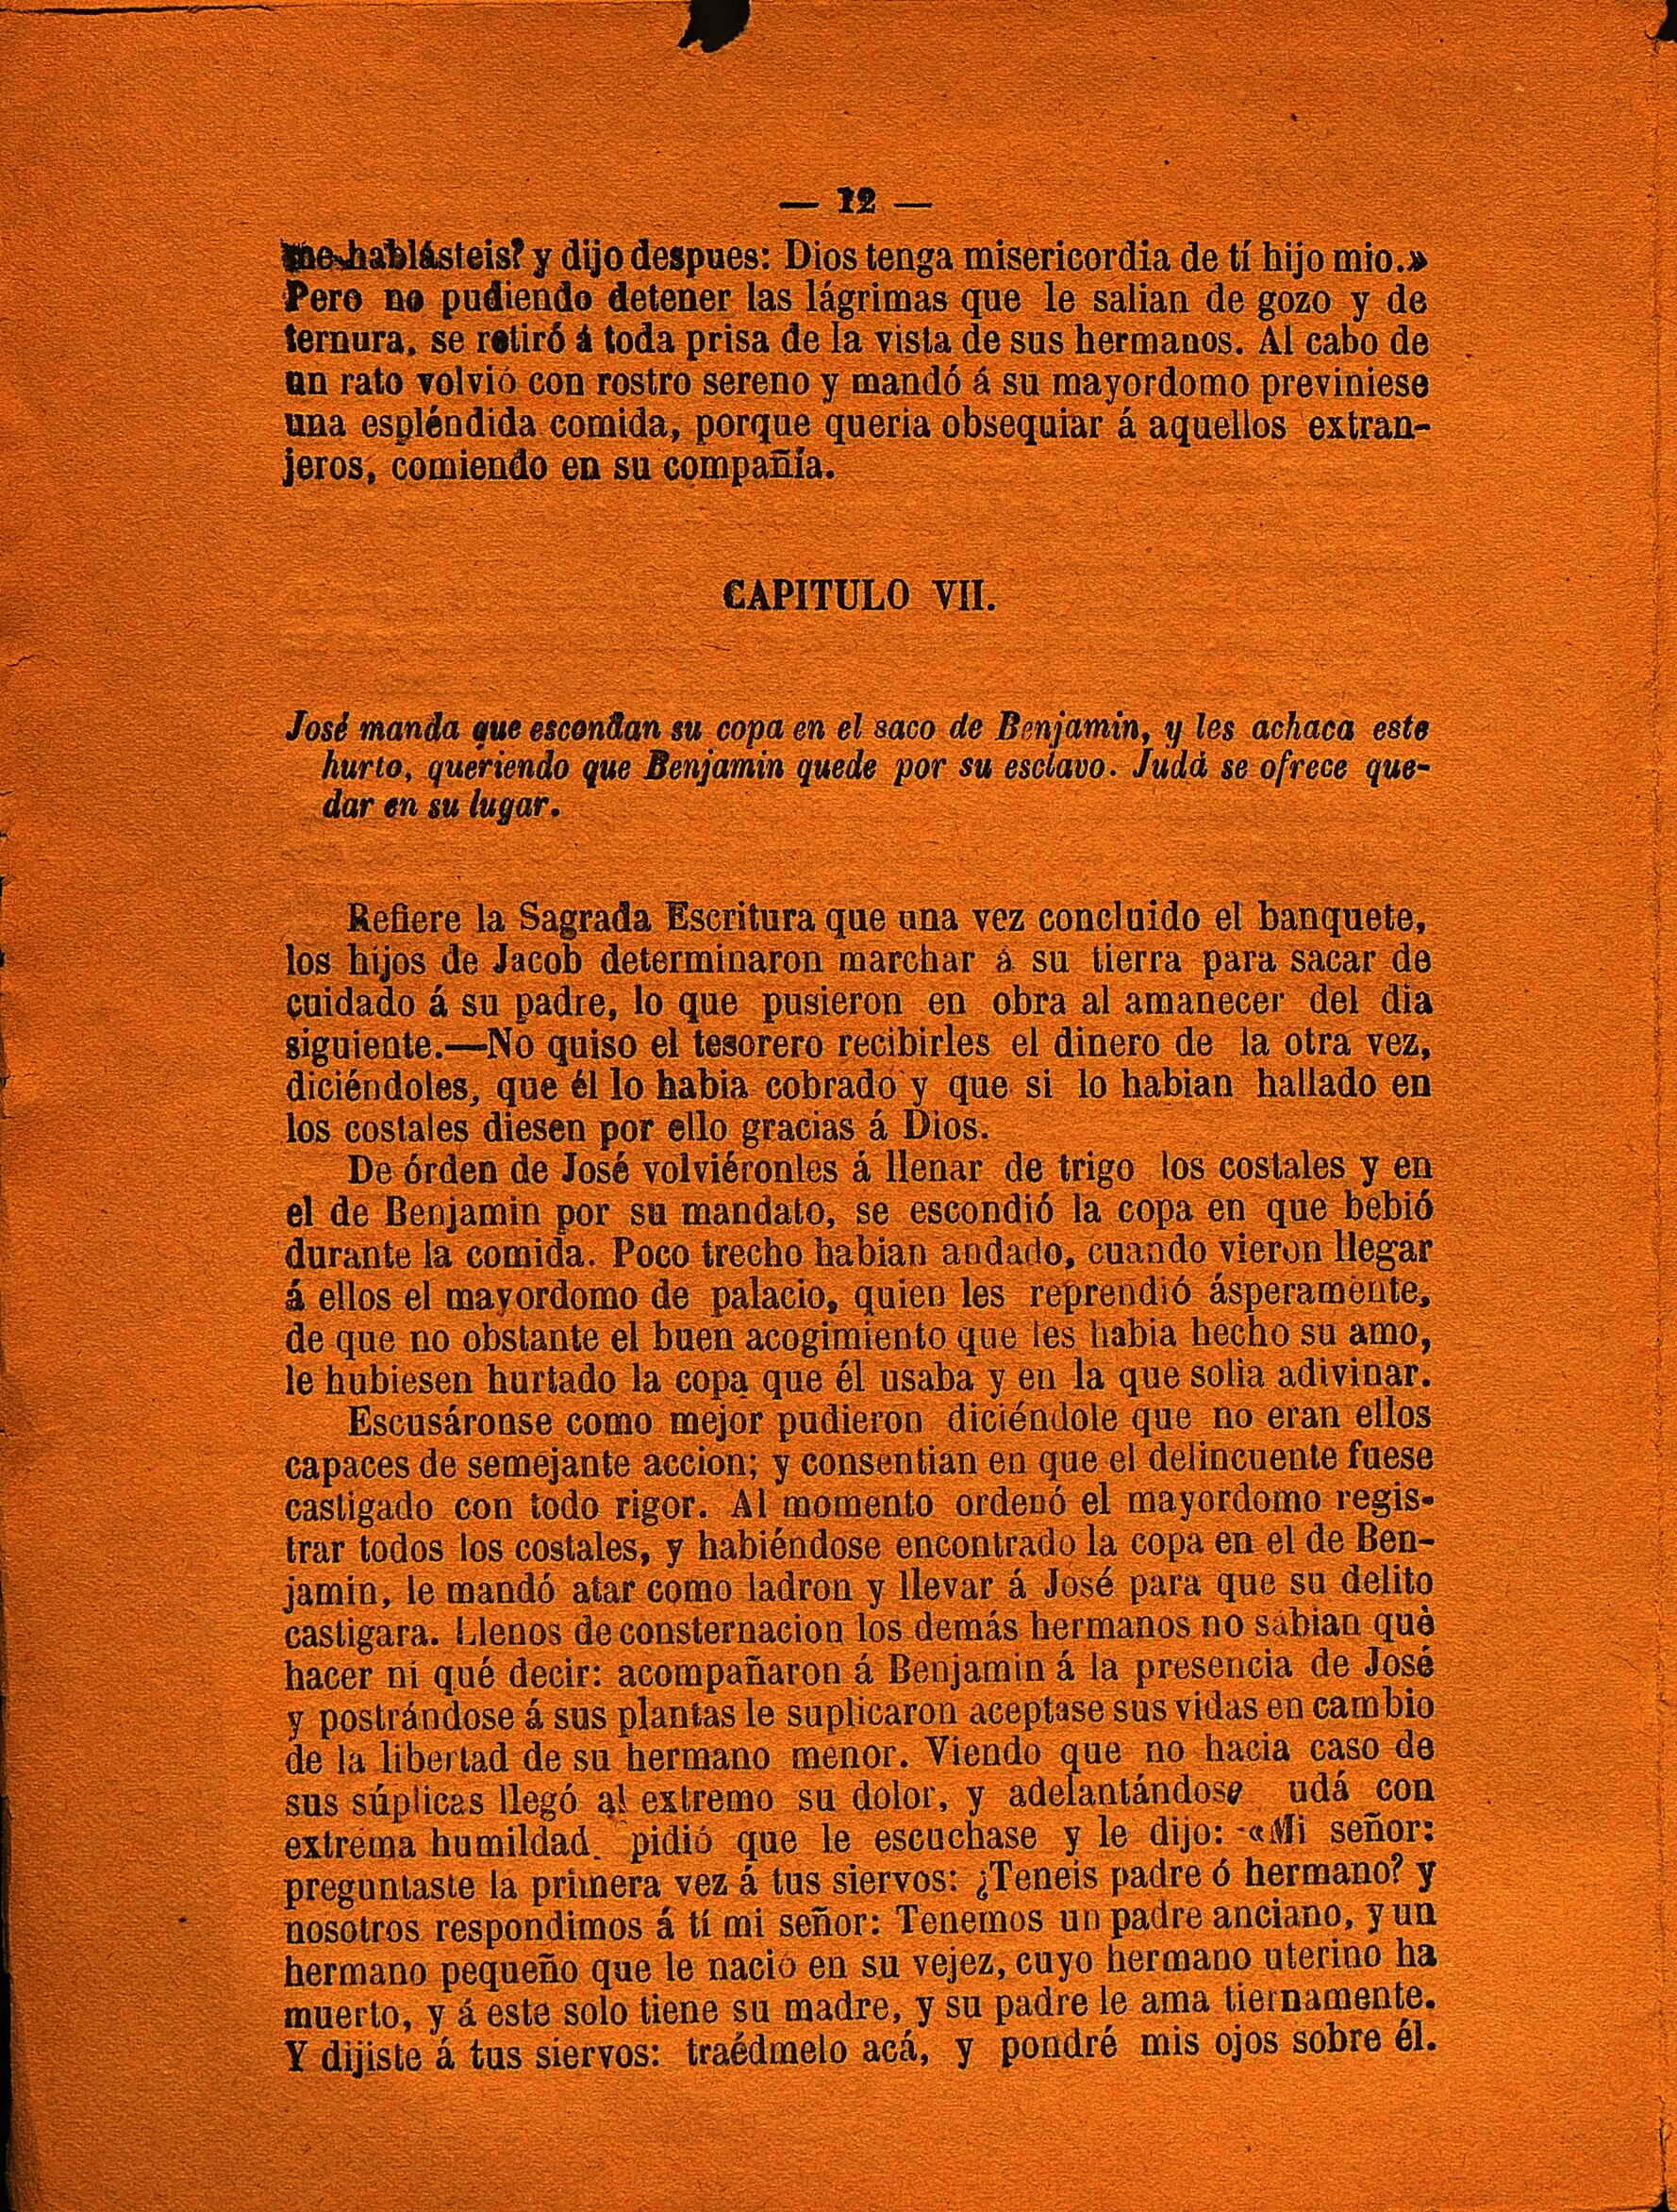 — 12 —
me hablásteis? y dijo despues: Dios tenga misericordia de tí hijo mio.»
Pero no pudiendo detener las lágrimas que le salian de gozo y de
ternura, se retiró á toda prisa de la vista de sus hermanos. Al cabo de
un rato volvió con rostro sereno y mandó á su mayordomo previniese
una espléndida comida, porque queria obsequiar á aquellos extran-
jeros, comiendo en su compañía.
CAPITULO VII.
José manda que escondan su copa en el saco de Benjamin, y les achaca este
hurto, queriendo que Benjamin quede por su esclavo. Judá se ofrece que-
dar en su lugar.
Refiere la Sagrada Escritura que una vez concluido el banquete,
los hijos de Jacob determinaron marchar á su tierra para sacar de
cuidado á su padre, lo que pusieron en obra al amanecer del dia
siguiente.—No quiso el tesorero recibirles el dinero de la otra vez,
diciéndoles, que él lo habia cobrado y que si lo habian hallado en
los costales diesen por ello gracias á Dios.
De órden de José volviéronles á llenar de trigo los costales y en
el de Benjamin por su mandato, se escondió la copa en que bebió
durante la comida. Poco trecho habian andado, cuando vieron llegar
á ellos el mayordomo de palacio, quien les reprendió ásperamente,
de que no obstante el buen acogimiento que les habia hecho su amo,
le hubiesen hurtado la copa que él usaba y en la que solia adivinar.
Escusáronse como mejor pudieron diciéndole que no eran ellos
capaces de semejante accion; y consentian en que el delincuente fuese
castigado con todo rigor. Al momento ordenó el mayordomo regis-
trar todos los costales, y habiéndose encontrado la copa en el de Ben-
jamin, le mandó atar como ladron y llevar á José para que su delito
castigara. Llenos de consternacion los demás hermanos no sabian què
hacer ni qué decir: acompañaron á Benjamin á la presencia de José
y postrándose á sus plantas le suplicaron aceptase sus vidas en cambio
de la libertad de su hermano menor. Viendo que no hacia caso de
sus súplicas llegó al extremo su dolor, y adelantándose udá con
extrema humildad. pidió que le escuchase y le dijo: «Mi señor:
preguntaste la primera vez á tus siervos: ¿Teneis padre ó hermano? y
nosotros respondimos á tí mi señor: Tenemos un padre anciano, y un
hermano pequeño que le nació en su vejez, cuyo hermano uterino ha
muerto, y á este solo tiene su madre, y su padre le ama tiernamente.
Y dijiste á tus siervos: traédmelo acá, y pondré mis ojos sobre él.